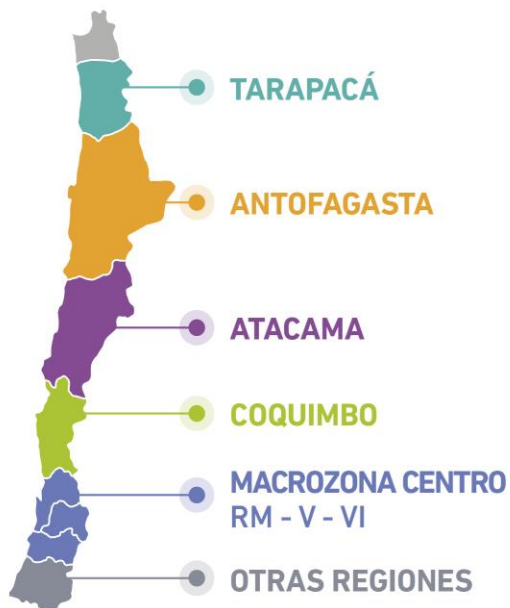 TARAPACÁ
ANTOFAGASTA
ATACAMA
COQUIMBO
MACROZONA CENTRO
RM - V - VI
OTRAS REGIONES